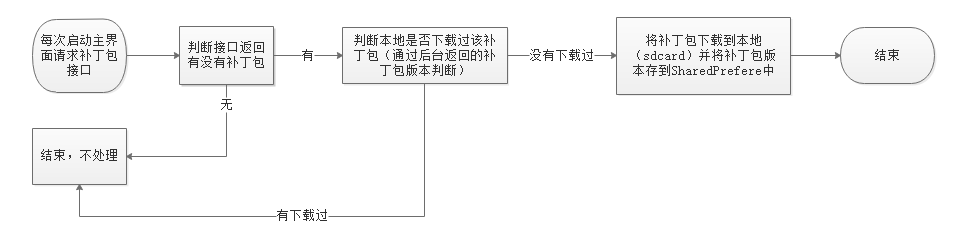 每次启动主界
面请求补丁包
接口
判断接口返回
有没有补丁包
有
判断本地是否下载过该补
丁包（通过后台返回的补
丁包版本判断）
没有下载过
将补丁包下载到本地
（sdcard）并将补丁包版
本存到SharedPrefere中
结束
无
结束，不处理
有下载过